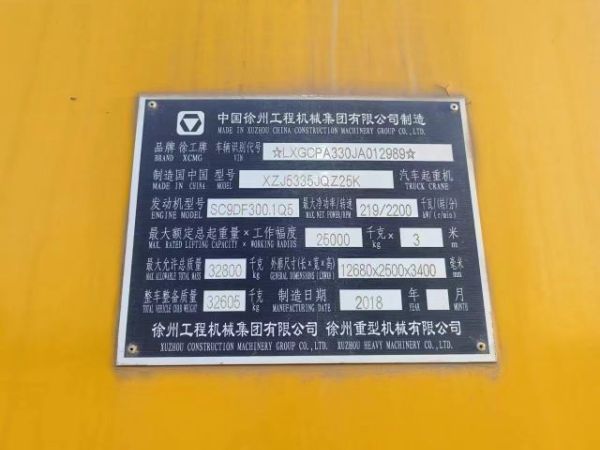 中国徐州工程机械集团有限公司制造
MADE IN XUZHOU CHINA CONSTRUCTION MACHINERY GROUP CO., LTD.
品牌 徐工牌 车辆识别代号 ☆LXGCPA330JA012989☆
BRAND XCMG VIN
制造国中国 型号 XZJ5335JQZ25K 汽车起重机
MADE IN CHINA MODEL TRUCK CRANE
发动机型号 SC9DF300.1Q5 最大净功率/转速 219/2200 千瓦/(转/分)
ENGINE MODEL MAX. NET POWER/RPM kW/(r/min)
最大额定总起重量×工作幅度 25000 千克 × 3 米
MAX. RATED LIFTING CAPACITY × WORKING RADIUS kg m
最大允许总质量 32800 千克 外廓尺寸(长×宽×高) 12680x2500x3400 毫米
MAX ALLOWABLE TOTAL MASS kg GENERAL DIMENSIONS (LXWXH) mm
整车整备质量 32605 千克 制造日期 2018 年 月
TOTAL VEHICLE CURB WEIGHT kg MANUFACTURING DATE YEAR MONTH
徐州工程机械集团有限公司 徐州重型机械有限公司
XUZHOU CONSTRUCTION MACHINERY GROUP CO., LTD. XUZHOU HEAVY MACHINERY CO., LTD.